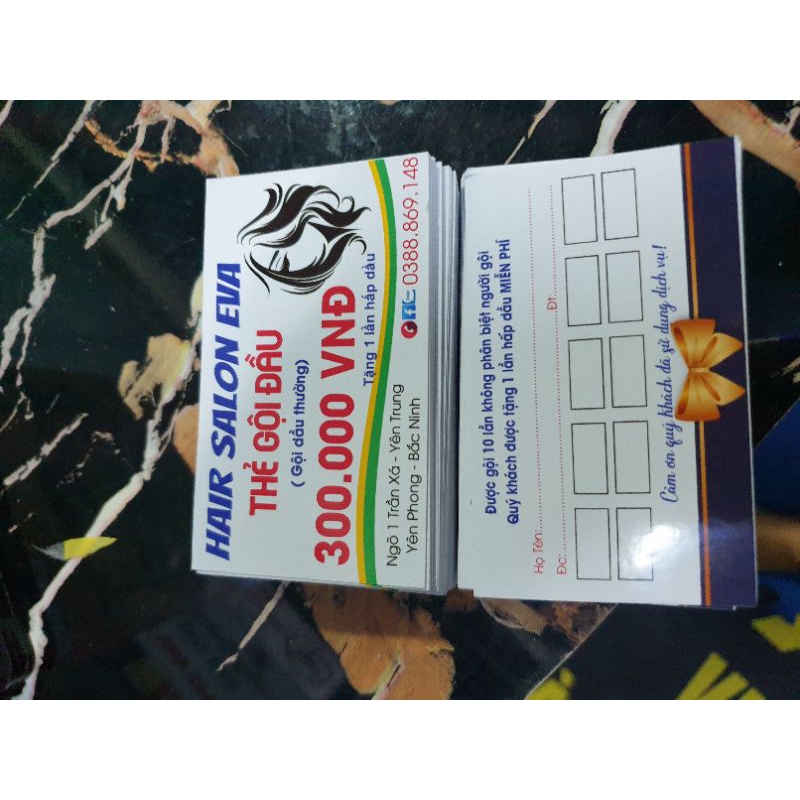 HAIR SALON EVA
THẺ GỘI ĐẦU
( Gội dầu thường)
300.000 VNĐ
Tặng 1 lần hấp dầu
Ngõ 1 Trần Xá - Yên Trung
Yên Phong - Bắc Ninh
0388.869.148
Được gội 10 lần không phân biệt người gội
Quý khách được tặng 1 lần hấp dầu MIỄN PHÍ
Họ Tên:
Đc: Đt:
Cảm ơn quý khách đã sử dụng dịch vụ!